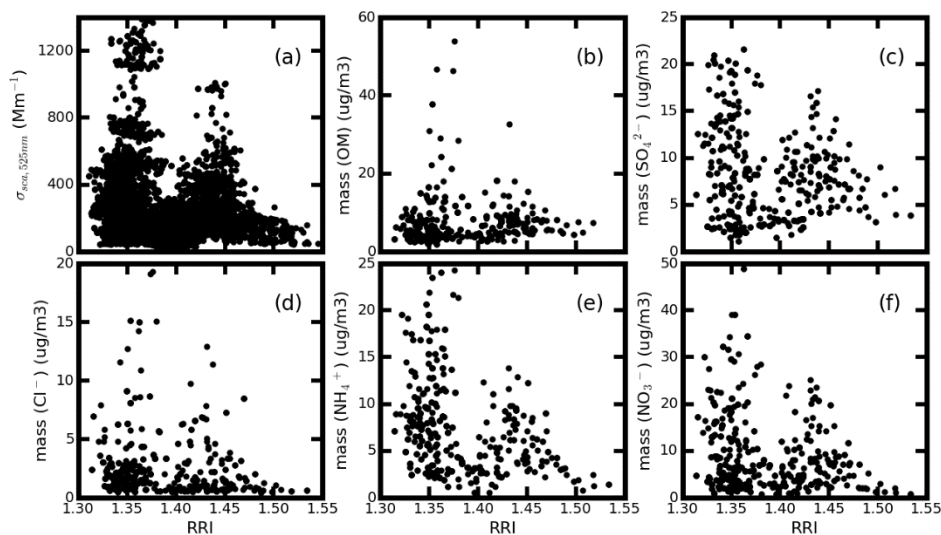 1200
800
400
0
σsca,525nm (Mm⁻¹)
(a)
60
40
20
0
mass (OM) (ug/m3)
(b)
25
20
15
10
5
0
mass (SO₄²⁻) (ug/m3)
(c)
20
15
10
5
0
mass (Cl⁻) (ug/m3)
(d)
1.30 1.35 1.40 1.45 1.50 1.55
RRI
25
20
15
10
5
0
mass (NH₄⁺) (ug/m3)
(e)
1.30 1.35 1.40 1.45 1.50 1.55
RRI
50
40
30
20
10
0
mass (NO₃⁻) (ug/m3)
(f)
1.30 1.35 1.40 1.45 1.50 1.55
RRI